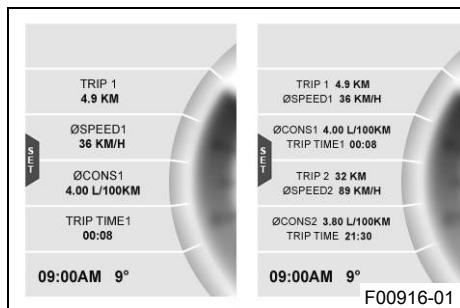 TRIP 1
4.9 KM
ØSPEED1
36 KM/H
SET
ØCONS1
4.00 L/100KM
TRIP TIME1
00:08
09:00AM 9°
TRIP 1 4.9 KM
ØSPEED1 36 KM/H
ØCONS1 4.00 L/100KM
TRIP TIME1 00:08
SET
TRIP 2 32 KM
ØSPEED2 89 KM/H
ØCONS2 3.80 L/100KM
TRIP TIME 21:30
09:00AM 9°
F00916-01